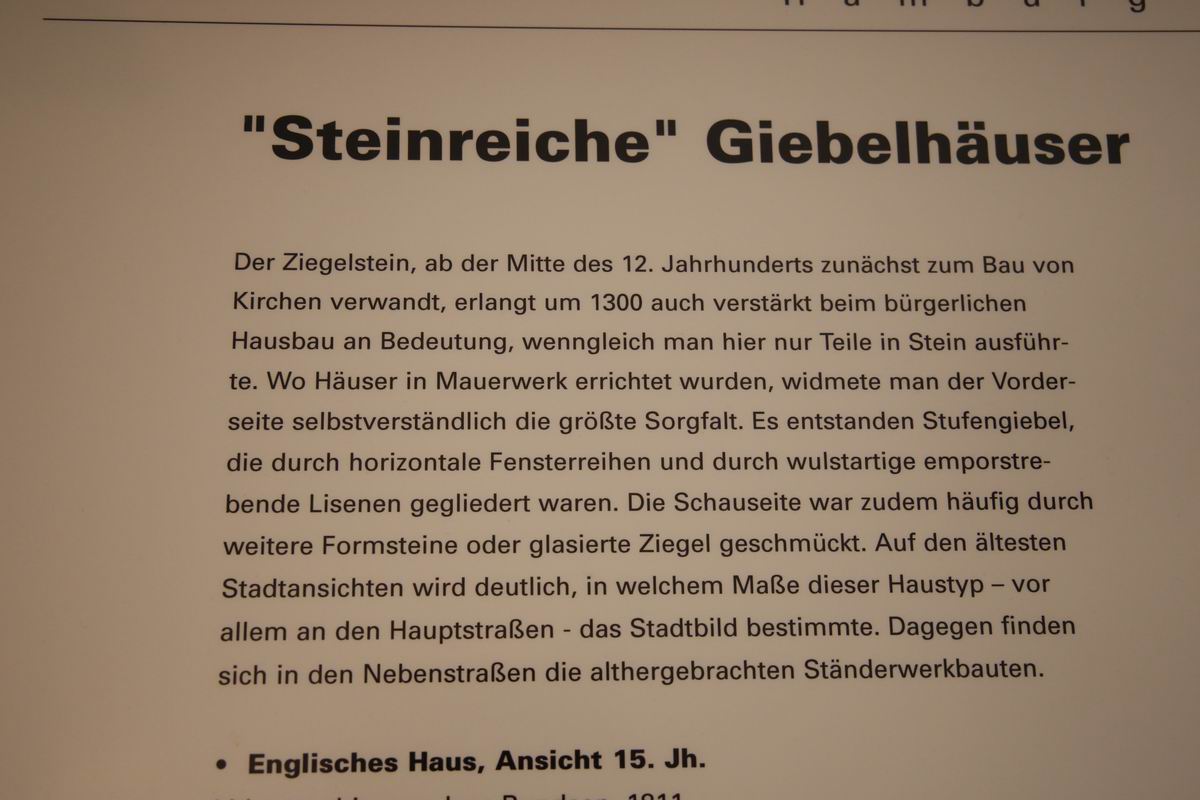 H a m b u r g
"Steinreiche" Giebelhäuser
Der Ziegelstein, ab der Mitte des 12. Jahrhunderts zunächst zum Bau von
Kirchen verwandt, erlangt um 1300 auch verstärkt beim bürgerlichen
Hausbau an Bedeutung, wenngleich man hier nur Teile in Stein ausführ-
te. Wo Häuser in Mauerwerk errichtet wurden, widmete man der Vorder-
seite selbstverständlich die größte Sorgfalt. Es entstanden Stufengiebel,
die durch horizontale Fensterreihen und durch wulstartige emporstre-
bende Lisenen gegliedert waren. Die Schauseite war zudem häufig durch
weitere Formsteine oder glasierte Ziegel geschmückt. Auf den ältesten
Stadtansichten wird deutlich, in welchem Maße dieser Haustyp – vor
allem an den Hauptstraßen - das Stadtbild bestimmte. Dagegen finden
sich in den Nebenstraßen die althergebrachten Ständerwerkbauten.
• Englisches Haus, Ansicht 15. Jh.
1911